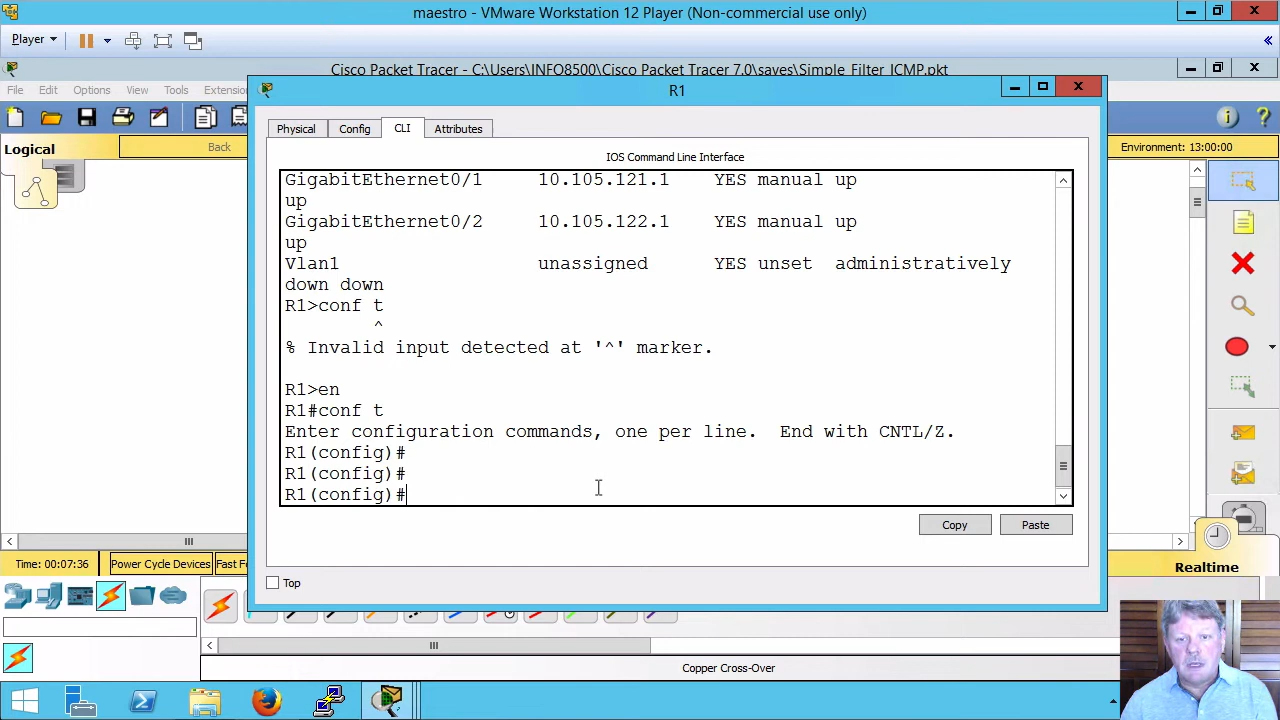 maestro - VMware Workstation 12 Player (Non-commercial use only)
Player
Cisco Packet Tracer - C:\Users\INFO8500\Cisco Packet Tracer 7.0\saves\Simple_Filter_ICMP.pkt
File Edit Options View Tools Extension
R1
Physical Config CLI Attributes
Logical
Back
Environment: 13:00:00
IOS Command Line Interface
GigabitEthernet0/1 10.105.121.1 YES manual up
up
GigabitEthernet0/2 10.105.122.1 YES manual up
up
Vlan1 unassigned YES unset administratively
down down
R1>conf t
^
% Invalid input detected at '^' marker.
R1>en
R1#conf t
Enter configuration commands, one per line. End with CNTL/Z.
R1(config)#
R1(config)#
R1(config)#
Copy Paste
Time: 00:07:36 Power Cycle Devices Fast Fo
Realtime
Top
Copper Cross-Over